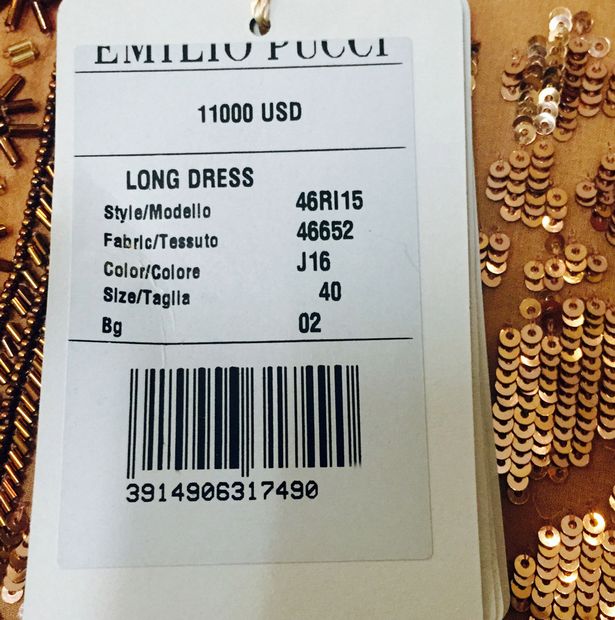 EMILIO PUCCI
11000 USD
LONG DRESS
Style/Modello 46RI15
Fabric/Tessuto 46652
Color/Colore J16
Size/Taglia 40
Bg 02
3914906317490